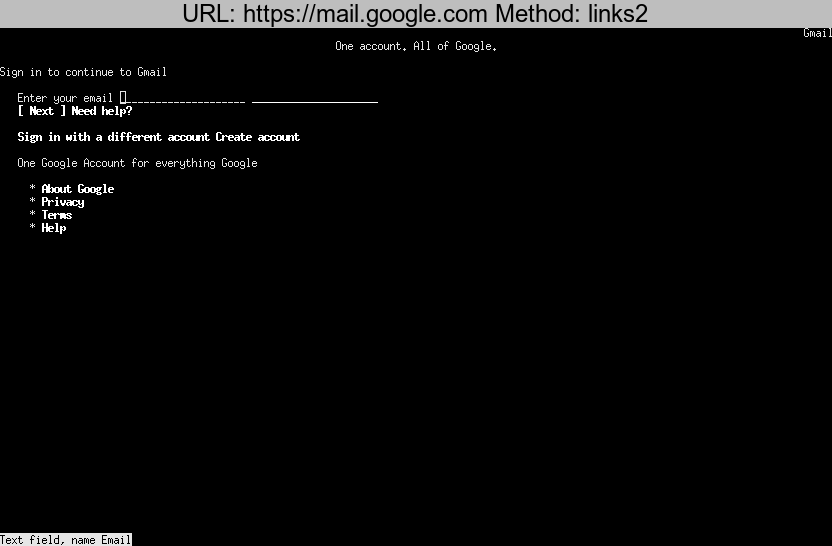 URL: https://mail.google.com Method: links2
Gmail
One account. All of Google.
Sign in to continue to Gmail
Enter your email ____________________ ____________________
[ Next ] Need help?
Sign in with a different account Create account
One Google Account for everything Google
* About Google
* Privacy
* Terms
* Help
Text field, name Email